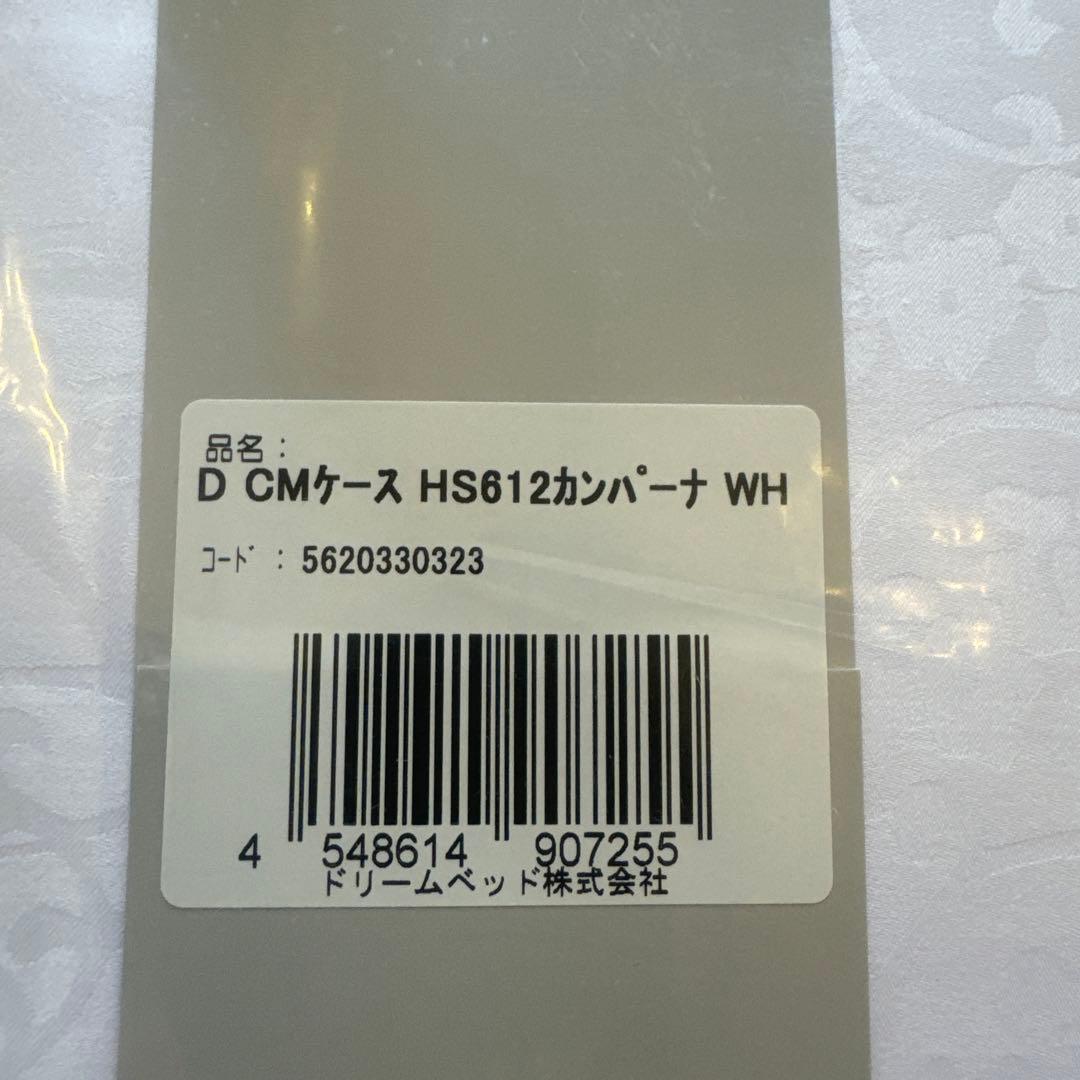 品名:
D CMｹｰｽ HS612ｶﾝﾊﾟｰﾅ WH
ｺｰﾄﾞ : 5620330323
4 548614 907255
ドリームベッド株式会社